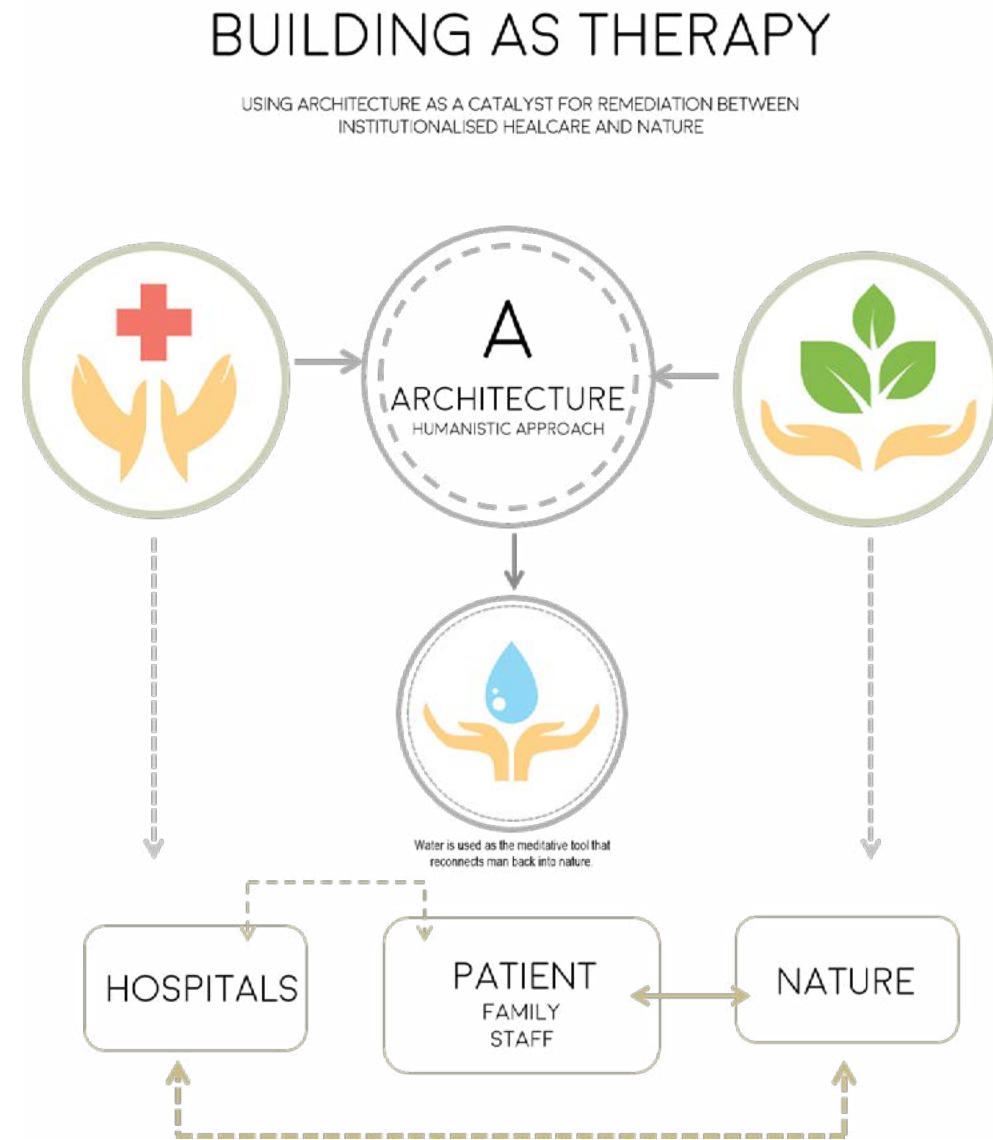 BUILDING AS THERAPY
USING ARCHITECTURE AS A CATALYST FOR REMEDIATION BETWEEN
INSTITUTIONALISED HEALCARE AND NATURE
A
ARCHITECTURE
HUMANISTIC APPROACH
Water is used as the meditative tool that
reconnects man back into nature.
HOSPITALS
PATIENT
FAMILY
STAFF
NATURE